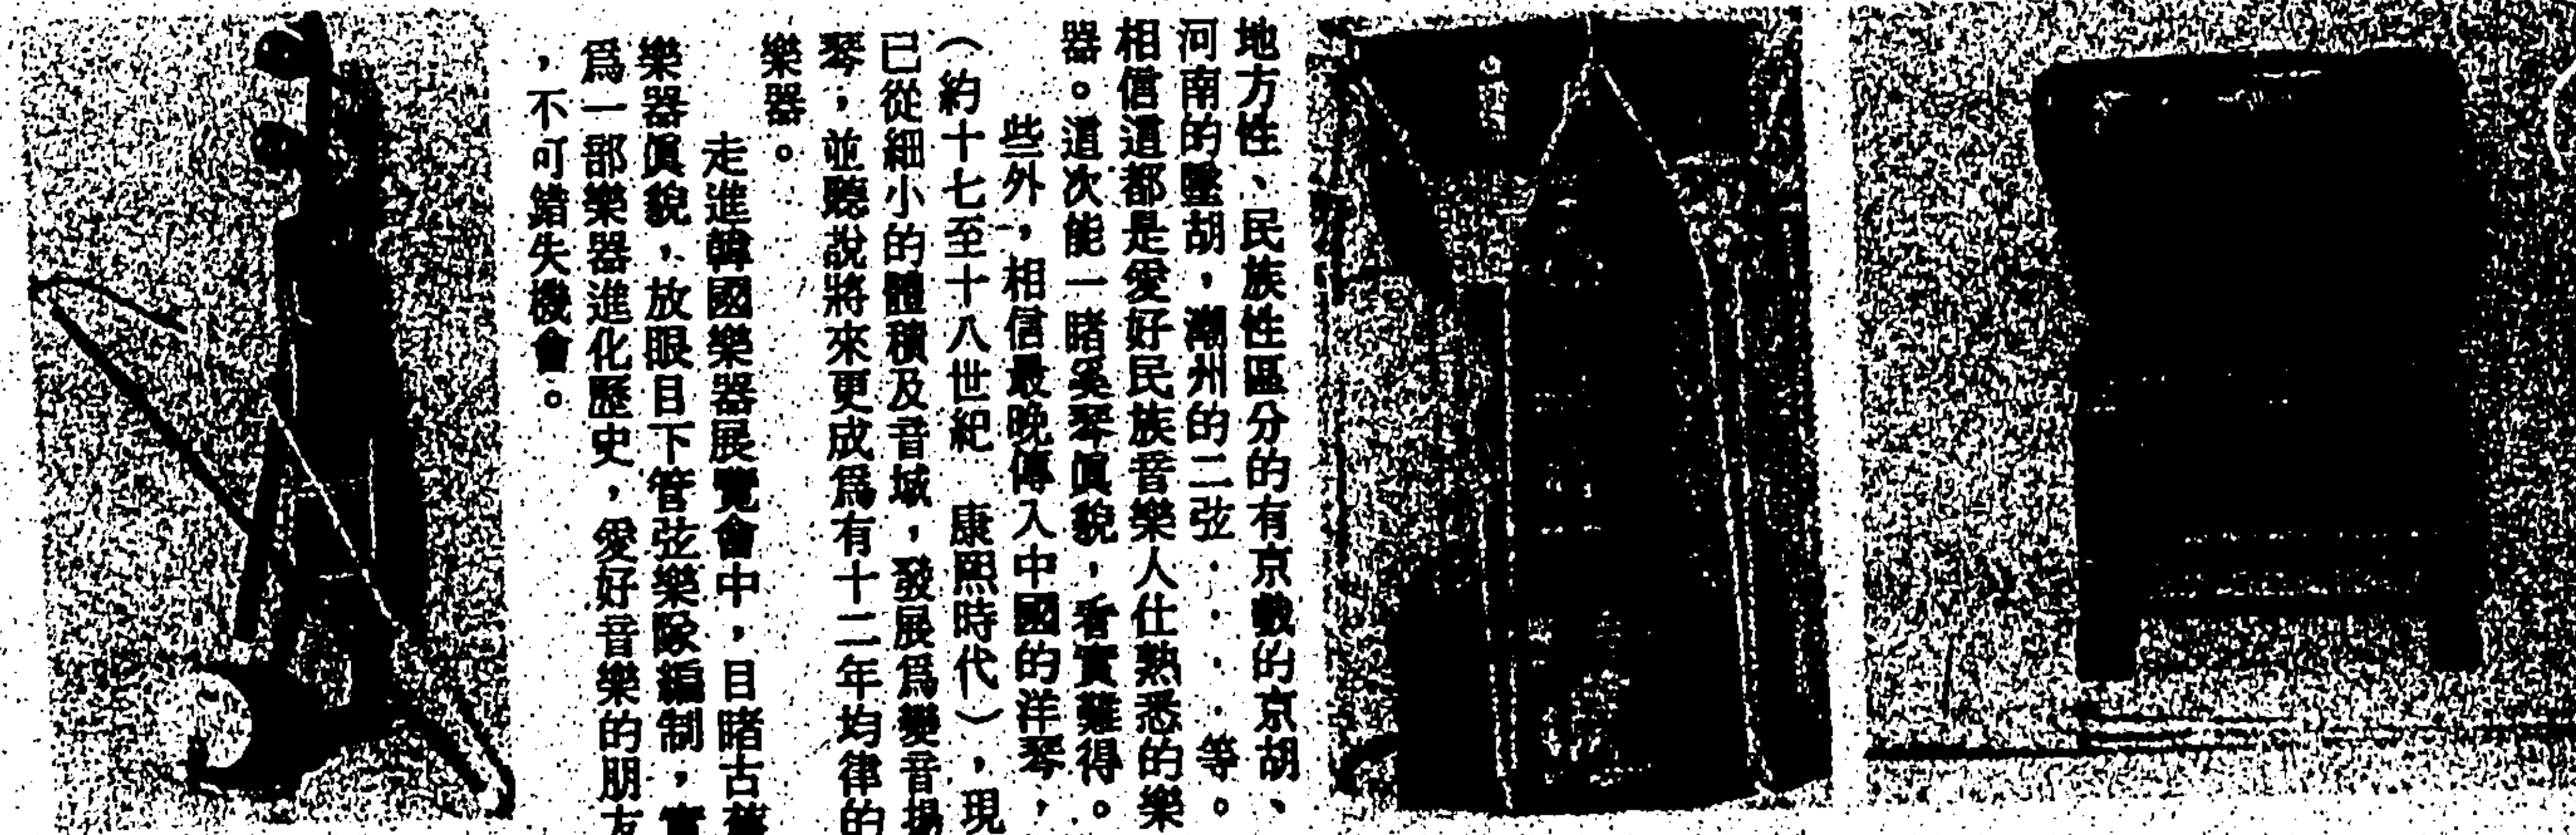 地方性、民族性區分的有京戲的京胡、
河南的墜胡，潮州的二弦．．．．等。
相信這都是愛好民族音樂人仕熟悉的樂
器。這次能一睹奚琴眞貌，看實難得。
些外，相信最晚傳入中國的洋琴，
（約十七至十八世紀 康熙時代），現
已從細小的體積及音域，發展爲變音揚
琴，並聽說將來更成爲有十二年均律的
樂器。
走進韓國樂器展覽會中，目睹古舊
樂器眞貌，放眼目下管弦樂隊編制，實
爲一部樂器進化歷史，愛好音樂的朋友
，不可錯失機會。